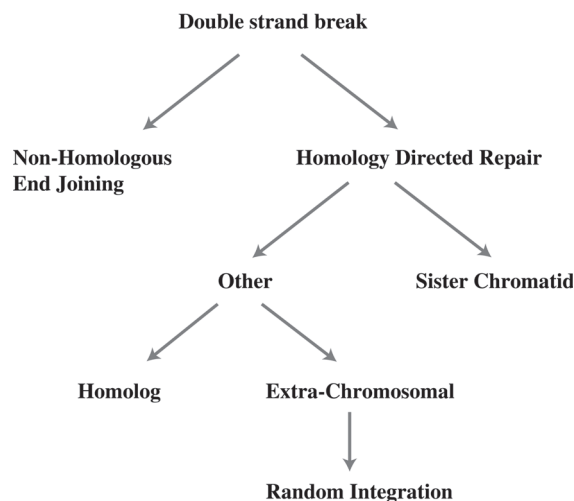 Double strand break
Non-Homologous
End Joining
Homology Directed Repair
Other
Sister Chromatid
Homolog
Extra-Chromosomal
Random Integration